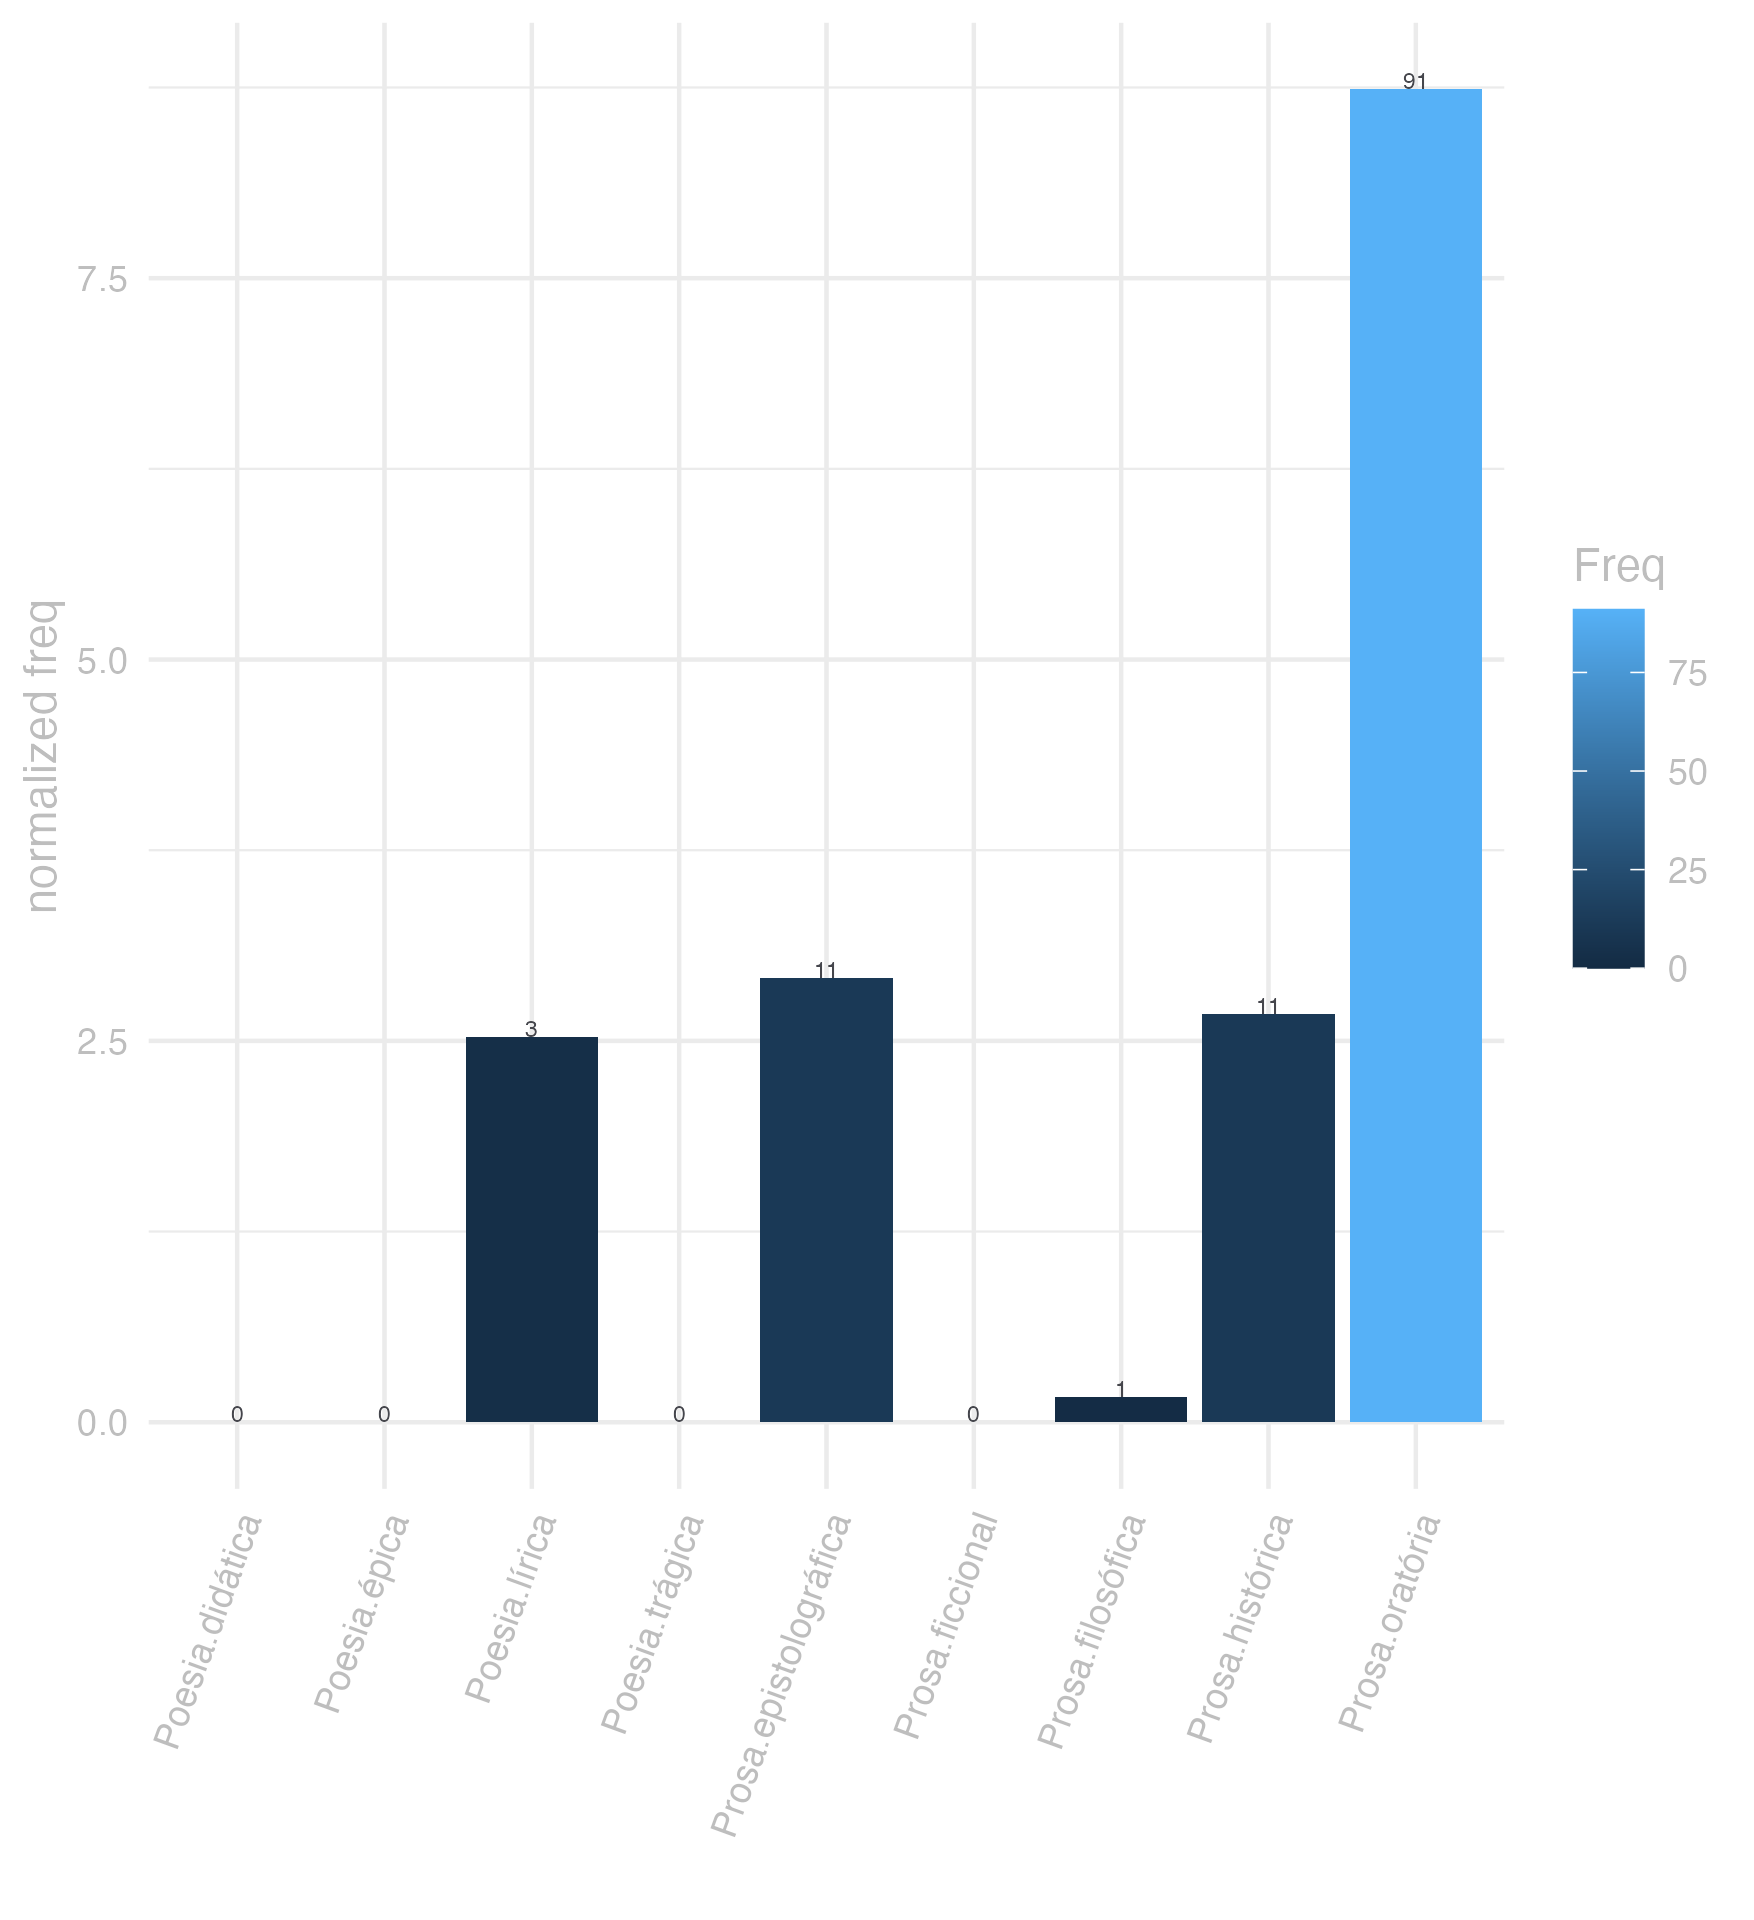 91
7.5
5.0
2.5
0.0
normalized freq
11
11
3
1
0
0
0
0
Poesia.didática
Poesia.épica
Poesia.lírica
Poesia.trágica
Prosa.epistolográfica
Prosa.ficcional
Prosa.filosófica
Prosa.histórica
Prosa.oratória
Freq
75
50
25
0